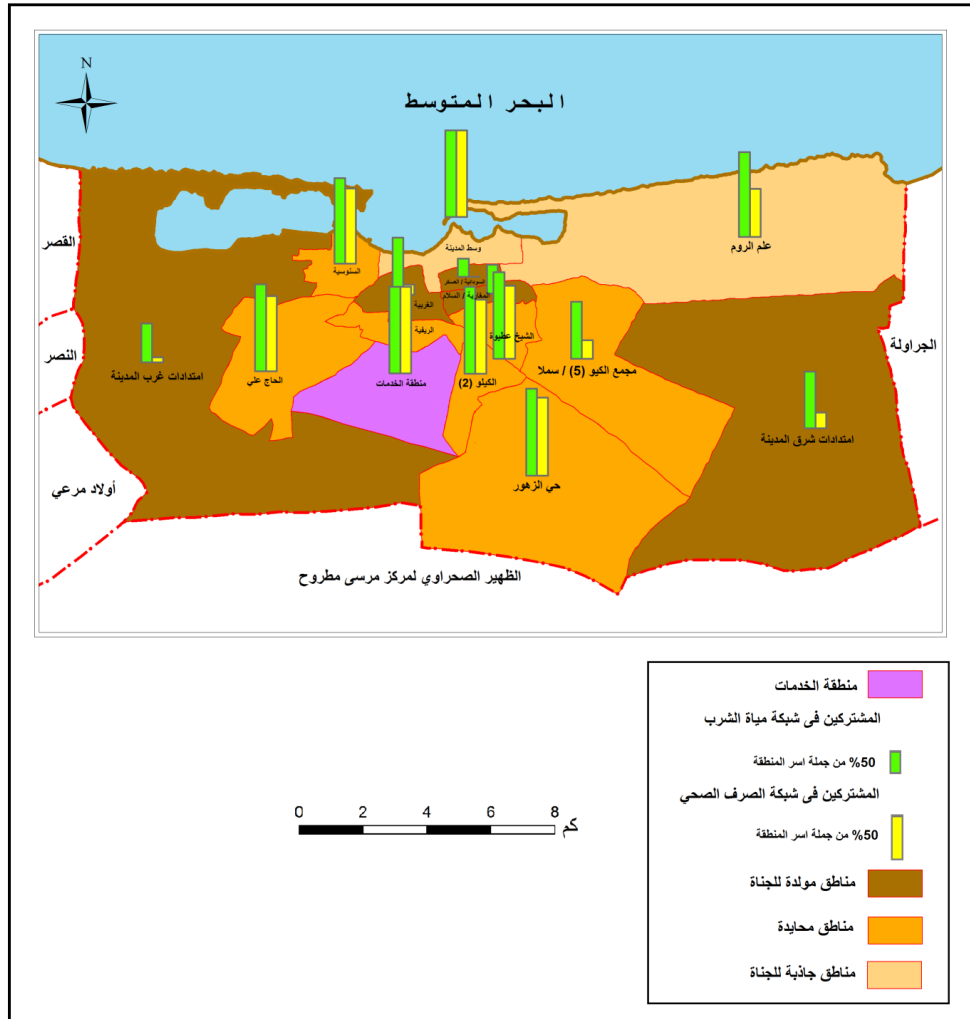 N
البحر المتوسط
القصر
علم الروم
وسط المدينة
السنوسية
السودانية / الصقر
المغاربة / السلام
الغربية
الريفية
الشيخ عطيوة
النصر
الجراولة
امتدادات غرب المدينة
الحاج علي
منطقة الخدمات
الكيلو (2)
مجمع الكيو (5) / سملا
امتدادات شرق المدينة
حي الزهور
أولاد مرعي
الظهير الصحراوي لمركز مرسى مطروح
منطقة الخدمات
المشتركين فى شبكة مياة الشرب
50% من جملة اسر المنطقة
المشتركين فى شبكة الصرف الصحي
50% من جملة اسر المنطقة
مناطق مولدة للجناة
مناطق محايدة
مناطق جاذبة للجناة
0 2 4 6 8
كم